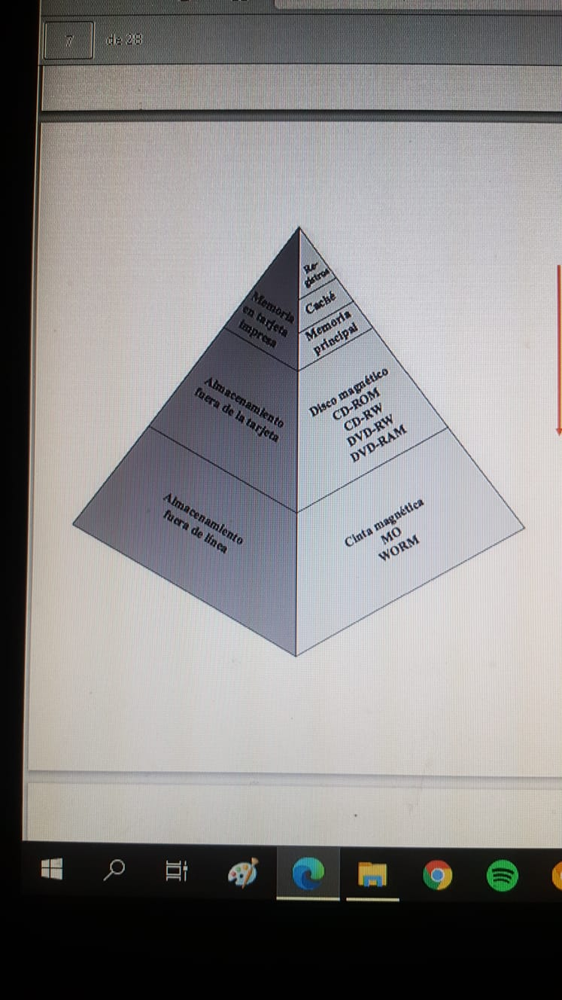 7 de 28
Re-
gistros
Caché
Memoria
principal
Memoria
en tarjeta
impresa
Disco magnético
CD-ROM
CD-RW
DVD-RW
DVD-RAM
Almacenamiento
fuera de la tarjeta
Cinta magnética
MO
WORM
Almacenamiento
fuera de línea